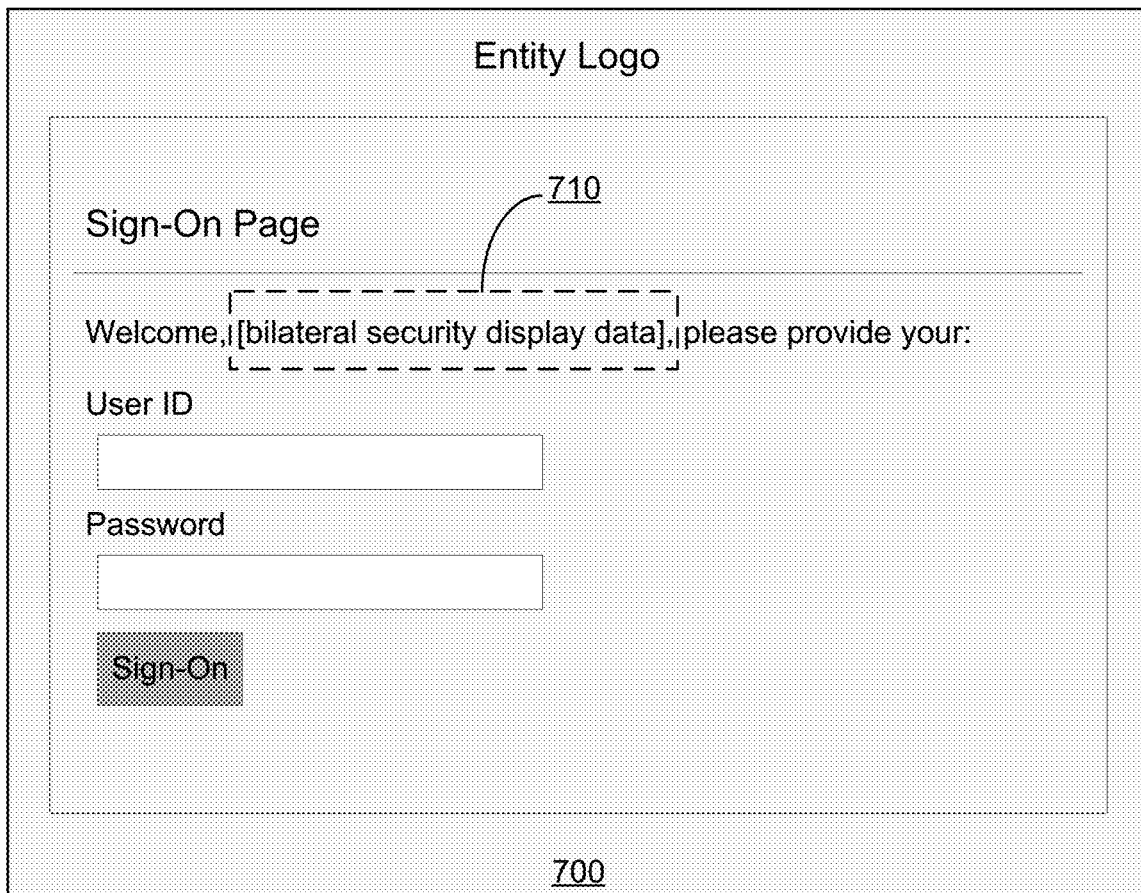 Entity Logo
710
Sign-On Page
Welcome, [bilateral security display data], please provide your:
User ID
Password
Sign-On
700